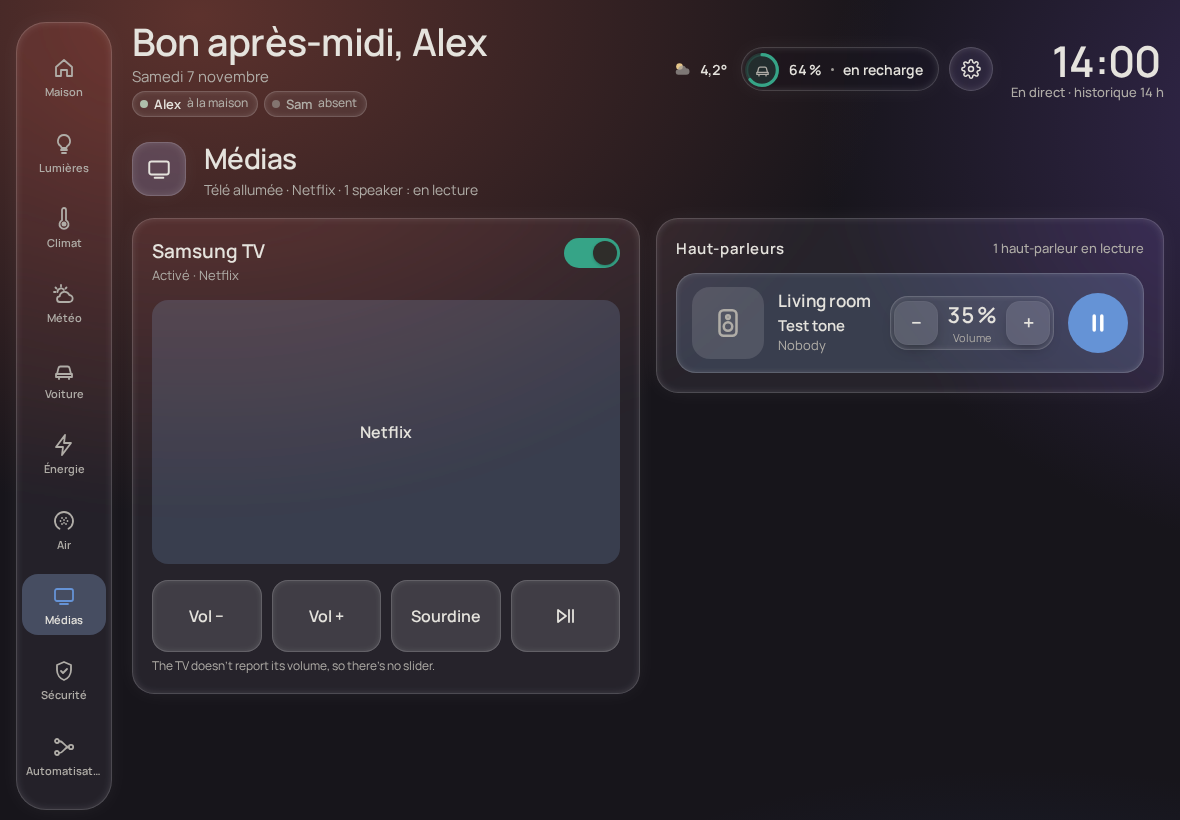 Bon après-midi, Alex
Samedi 7 novembre
Alex à la maison
Sam absent
4,2°
64 % · en recharge
14:00
En direct · historique 14 h
Maison
Lumières
Climat
Météo
Voiture
Énergie
Air
Médias
Sécurité
Automatisat…
Médias
Télé allumée · Netflix · 1 speaker : en lecture
Samsung TV
Activé · Netflix
Netflix
Vol −
Vol +
Sourdine
The TV doesn't report its volume, so there's no slider.
Haut-parleurs
1 haut-parleur en lecture
Living room
Test tone
Nobody
−
35 %
Volume
+